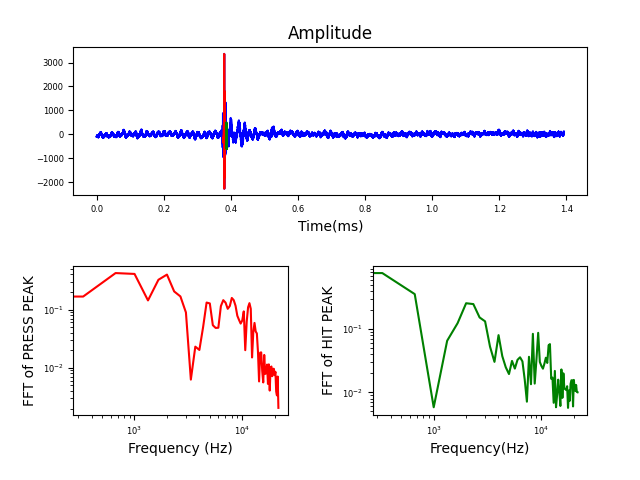 Amplitude
3000
2000
1000
0
−1000
−2000
0.0 0.2 0.4 0.6 0.8 1.0 1.2 1.4
Time(ms)
FFT of PRESS PEAK
10⁻¹
10⁻²
10³ 10⁴
Frequency (Hz)
FFT of HIT PEAK
10⁻¹
10⁻²
10³ 10⁴
Frequency(Hz)